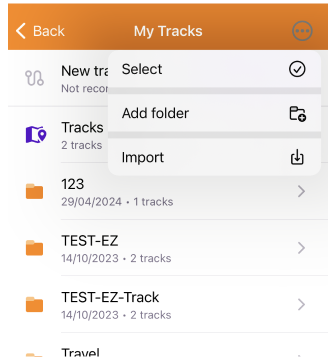 Back
My Tracks
New tra
Select
Not recor
Add folder
Tracks
2 tracks
Import
123
29/04/2024 • 1 tracks
TEST-EZ
14/10/2023 • 2 tracks
TEST-EZ-Track
14/10/2023 • 2 tracks
Travel